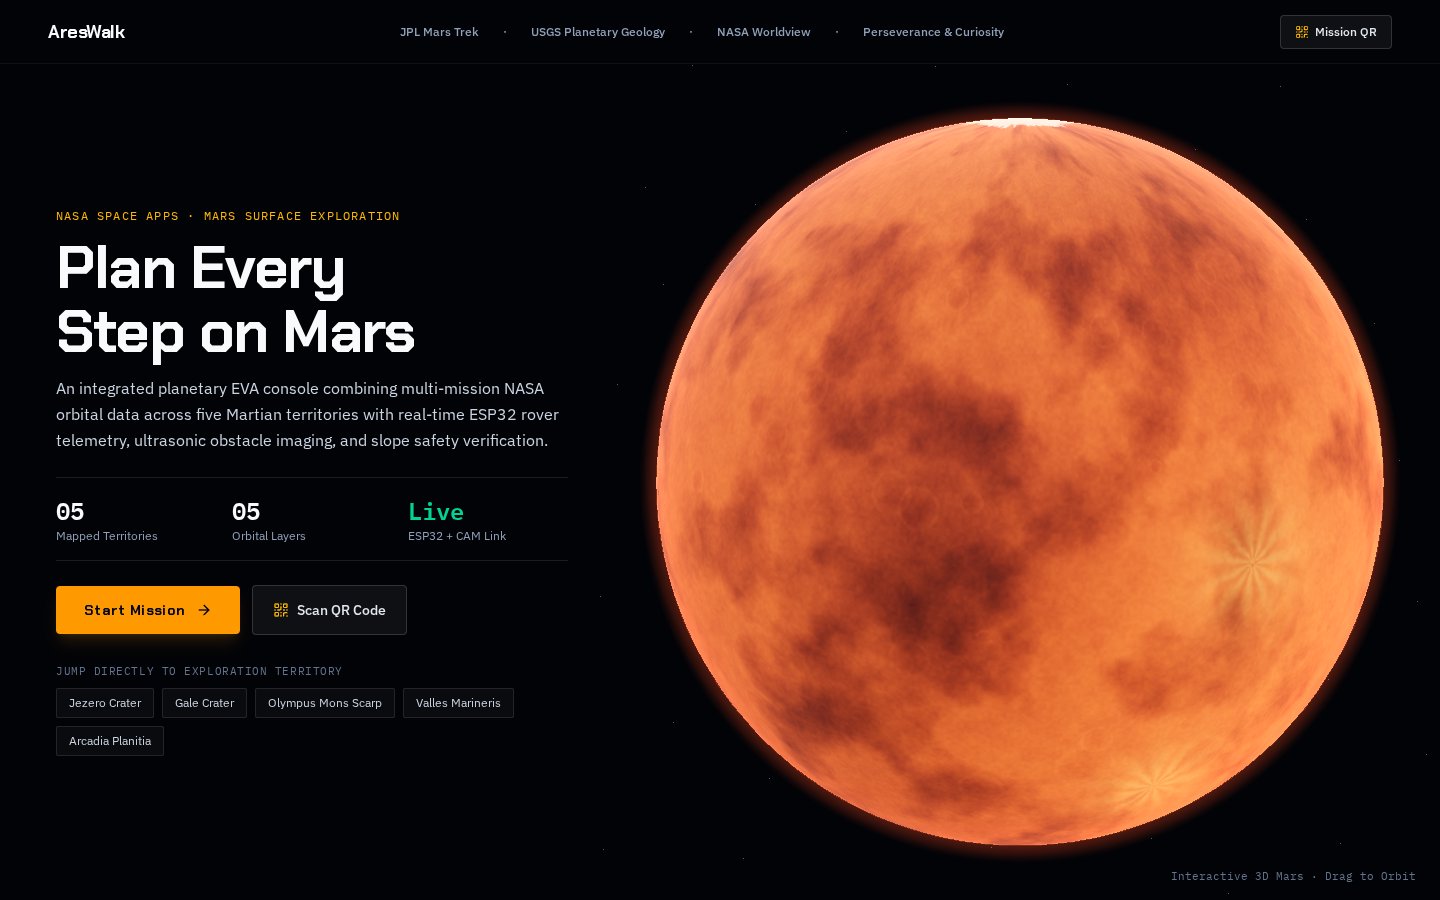 AresWalk
JPL Mars Trek · USGS Planetary Geology · NASA Worldview · Perseverance & Curiosity
Mission QR
NASA SPACE APPS · MARS SURFACE EXPLORATION
Plan Every
Step on Mars
An integrated planetary EVA console combining multi-mission NASA
orbital data across five Martian territories with real-time ESP32 rover
telemetry, ultrasonic obstacle imaging, and slope safety verification.
05
Mapped Territories
05
Orbital Layers
Live
ESP32 + CAM Link
Start Mission →
Scan QR Code
JUMP DIRECTLY TO EXPLORATION TERRITORY
Jezero Crater
Gale Crater
Olympus Mons Scarp
Valles Marineris
Arcadia Planitia
Interactive 3D Mars · Drag to Orbit